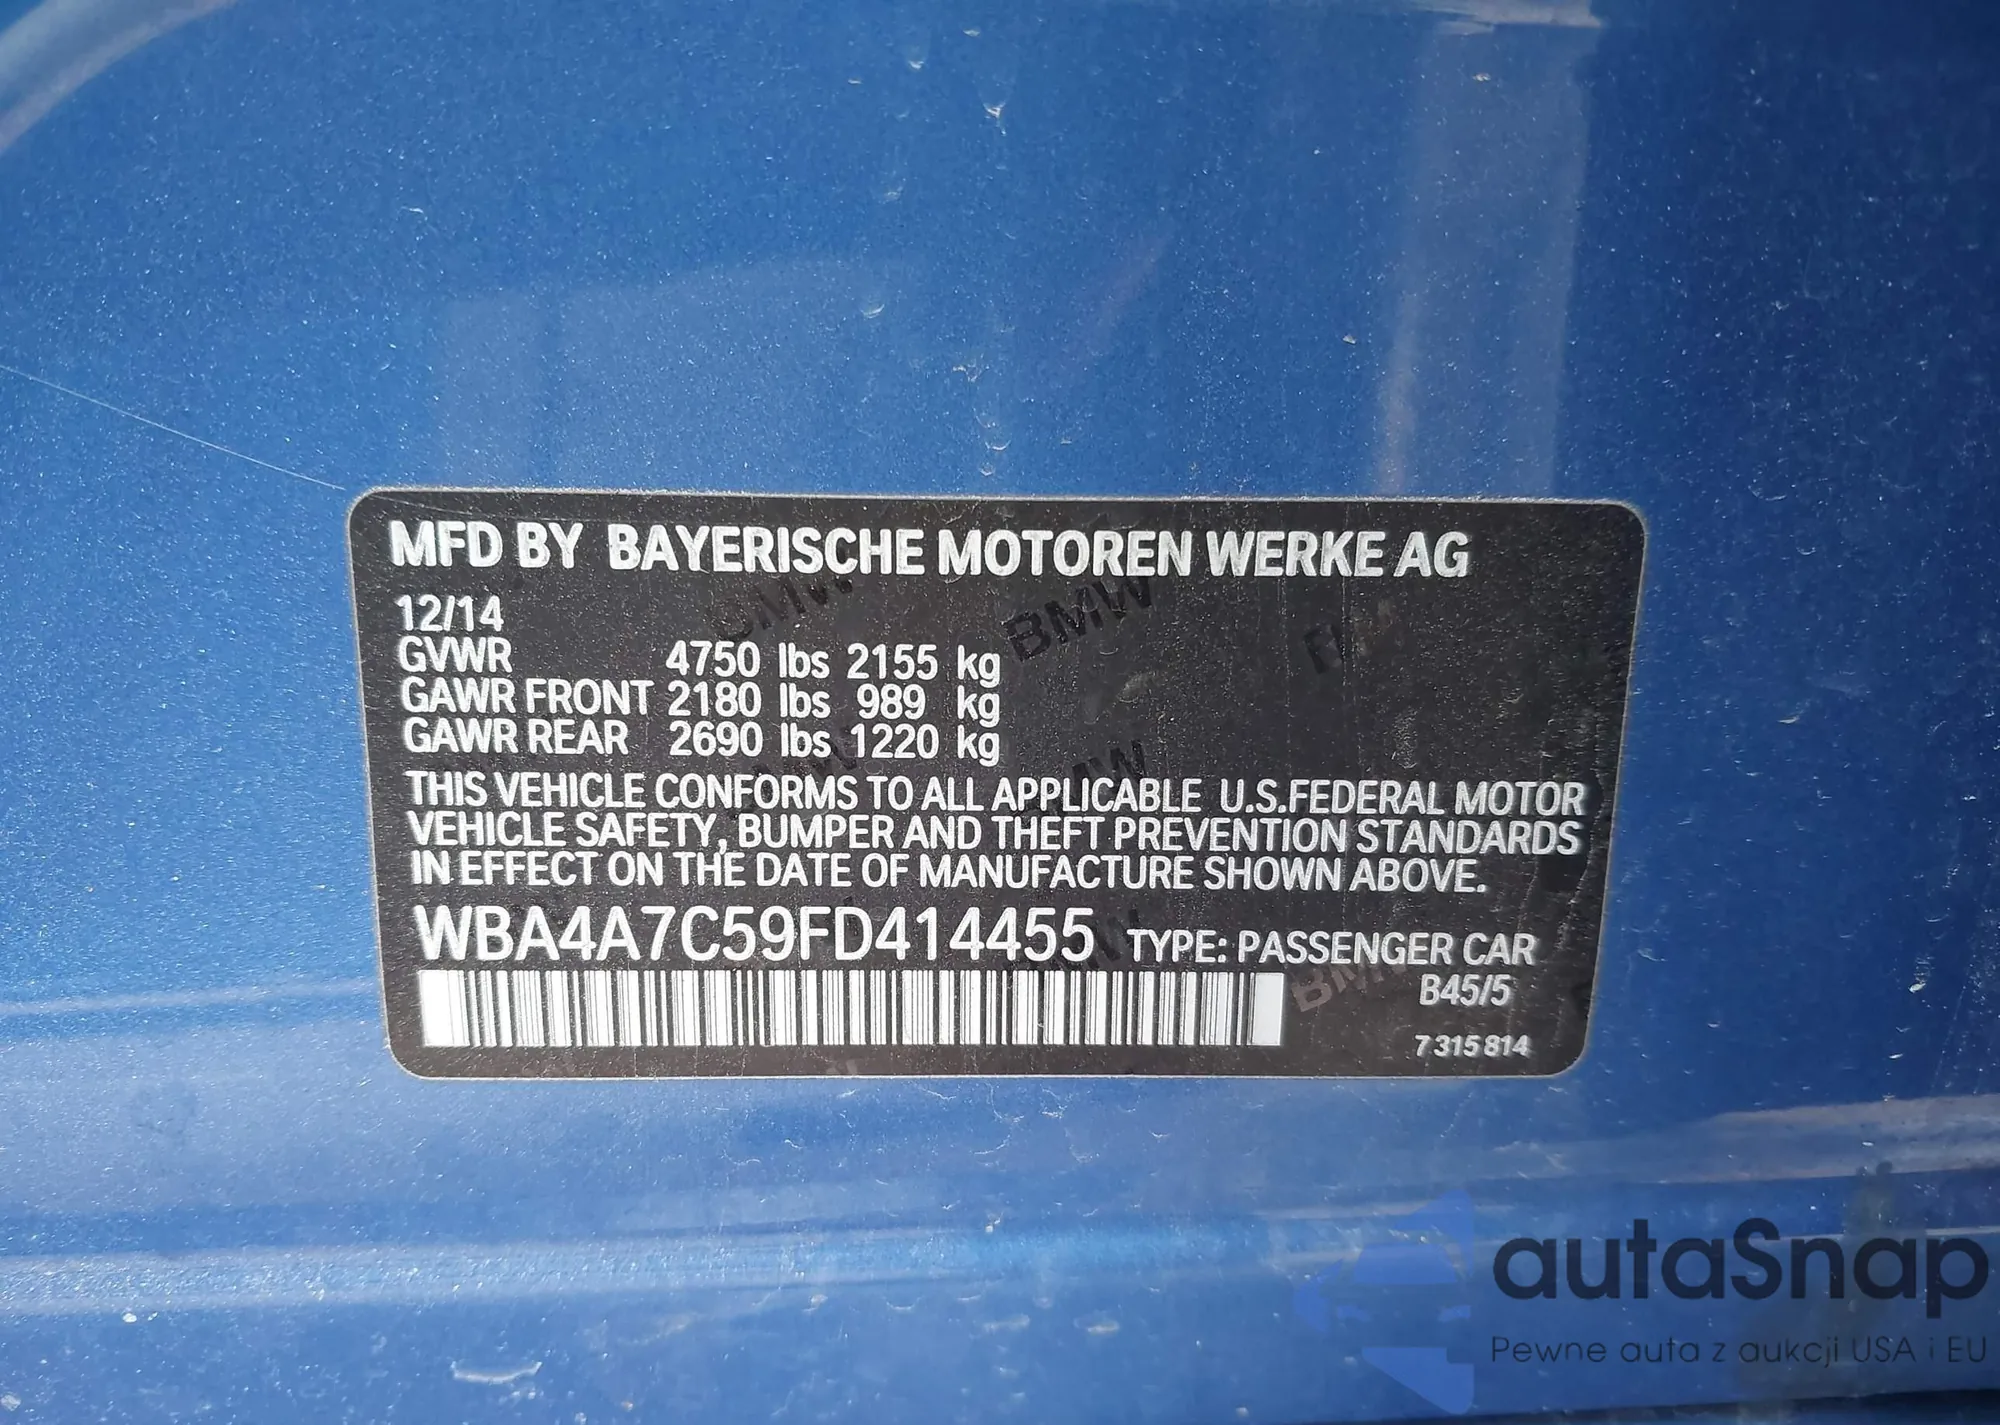 MFD BY BAYERISCHE MOTOREN WERKE AG
12/14
GVWR 4750 lbs 2155 kg
GAWR FRONT 2180 lbs 989 kg
GAWR REAR 2690 lbs 1220 kg
THIS VEHICLE CONFORMS TO ALL APPLICABLE U.S.FEDERAL MOTOR
VEHICLE SAFETY, BUMPER AND THEFT PREVENTION STANDARDS
IN EFFECT ON THE DATE OF MANUFACTURE SHOWN ABOVE.
WBA4A7C59FD414455 TYPE: PASSENGER CAR
B45/5
7 315 814
autaSnap
Pewne auta z aukcji USA i EU